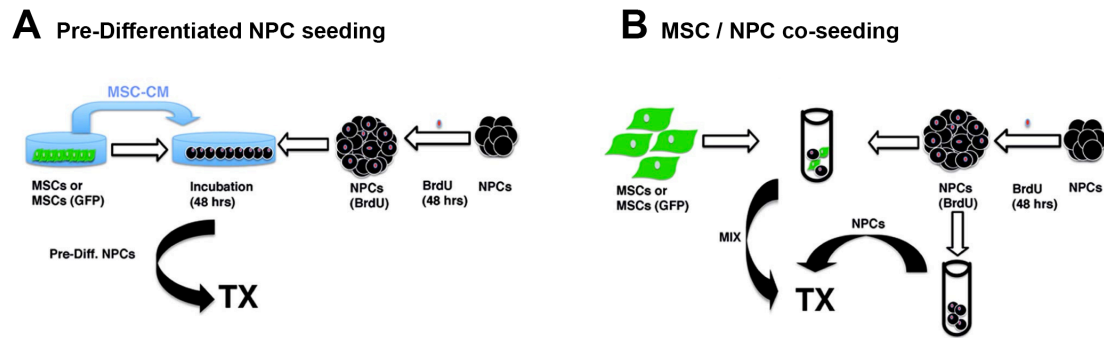 A Pre-Differentiated NPC seeding
MSC-CM
MSCs or
MSCs (GFP)
Incubation
(48 hrs)
NPCs
(BrdU)
BrdU
(48 hrs)
NPCs
Pre-Diff. NPCs
TX
B MSC / NPC co-seeding
MSCs or
MSCs (GFP)
NPCs
(BrdU)
BrdU
(48 hrs)
NPCs
MIX
NPCs
TX